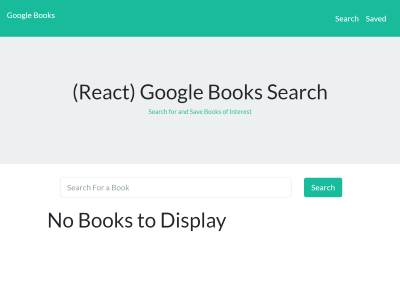 Google Books
Search Saved
(React) Google Books Search
Search for and Save Books of Interest
Search For a Book
Search
No Books to Display